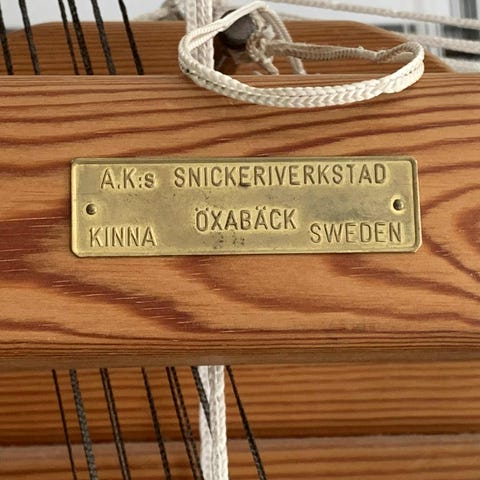 A.K:s SNICKERIVERKSTAD
ÖXABÄCK
KINNA SWEDEN